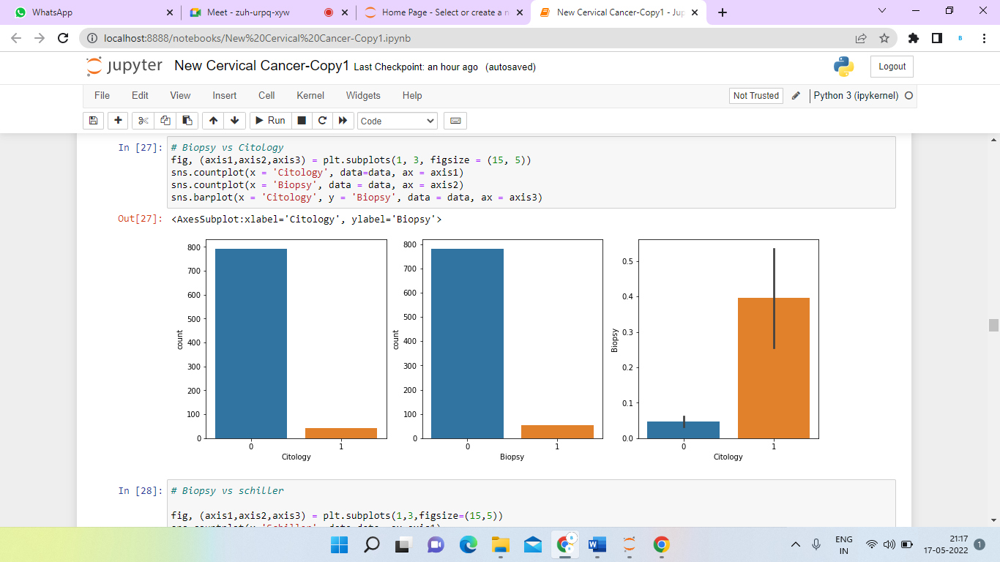 WhatsApp
Meet - zuh-urpq-xyw
Home Page - Select or create a n
New Cervical Cancer-Copy1 - Jup
localhost:8888/notebooks/New%20Cervical%20Cancer-Copy1.ipynb
B
jupyter New Cervical Cancer-Copy1 Last Checkpoint: an hour ago (autosaved)
Logout
File Edit View Insert Cell Kernel Widgets Help
Not Trusted
Python 3 (ipykernel)
Run
Code
In [27]: # Biopsy vs Citology
fig, (axis1,axis2,axis3) = plt.subplots(1, 3, figsize = (15, 5))
sns.countplot(x = 'Citology', data=data, ax = axis1)
sns.countplot(x = 'Biopsy', data = data, ax = axis2)
sns.barplot(x = 'Citology', y = 'Biopsy', data = data, ax = axis3)
Out[27]: <AxesSubplot:xlabel='Citology', ylabel='Biopsy'>
800
700
600
500
400
300
200
100
0
count
0 1
Citology
800
700
600
500
400
300
200
100
0
count
0 1
Biopsy
0.5
0.4
0.3
0.2
0.1
0.0
Biopsy
0 1
Citology
In [28]: # Biopsy vs schiller
fig, (axis1,axis2,axis3) = plt.subplots(1,3,figsize=(15,5))
ENG
IN
21:17
17-05-2022
1